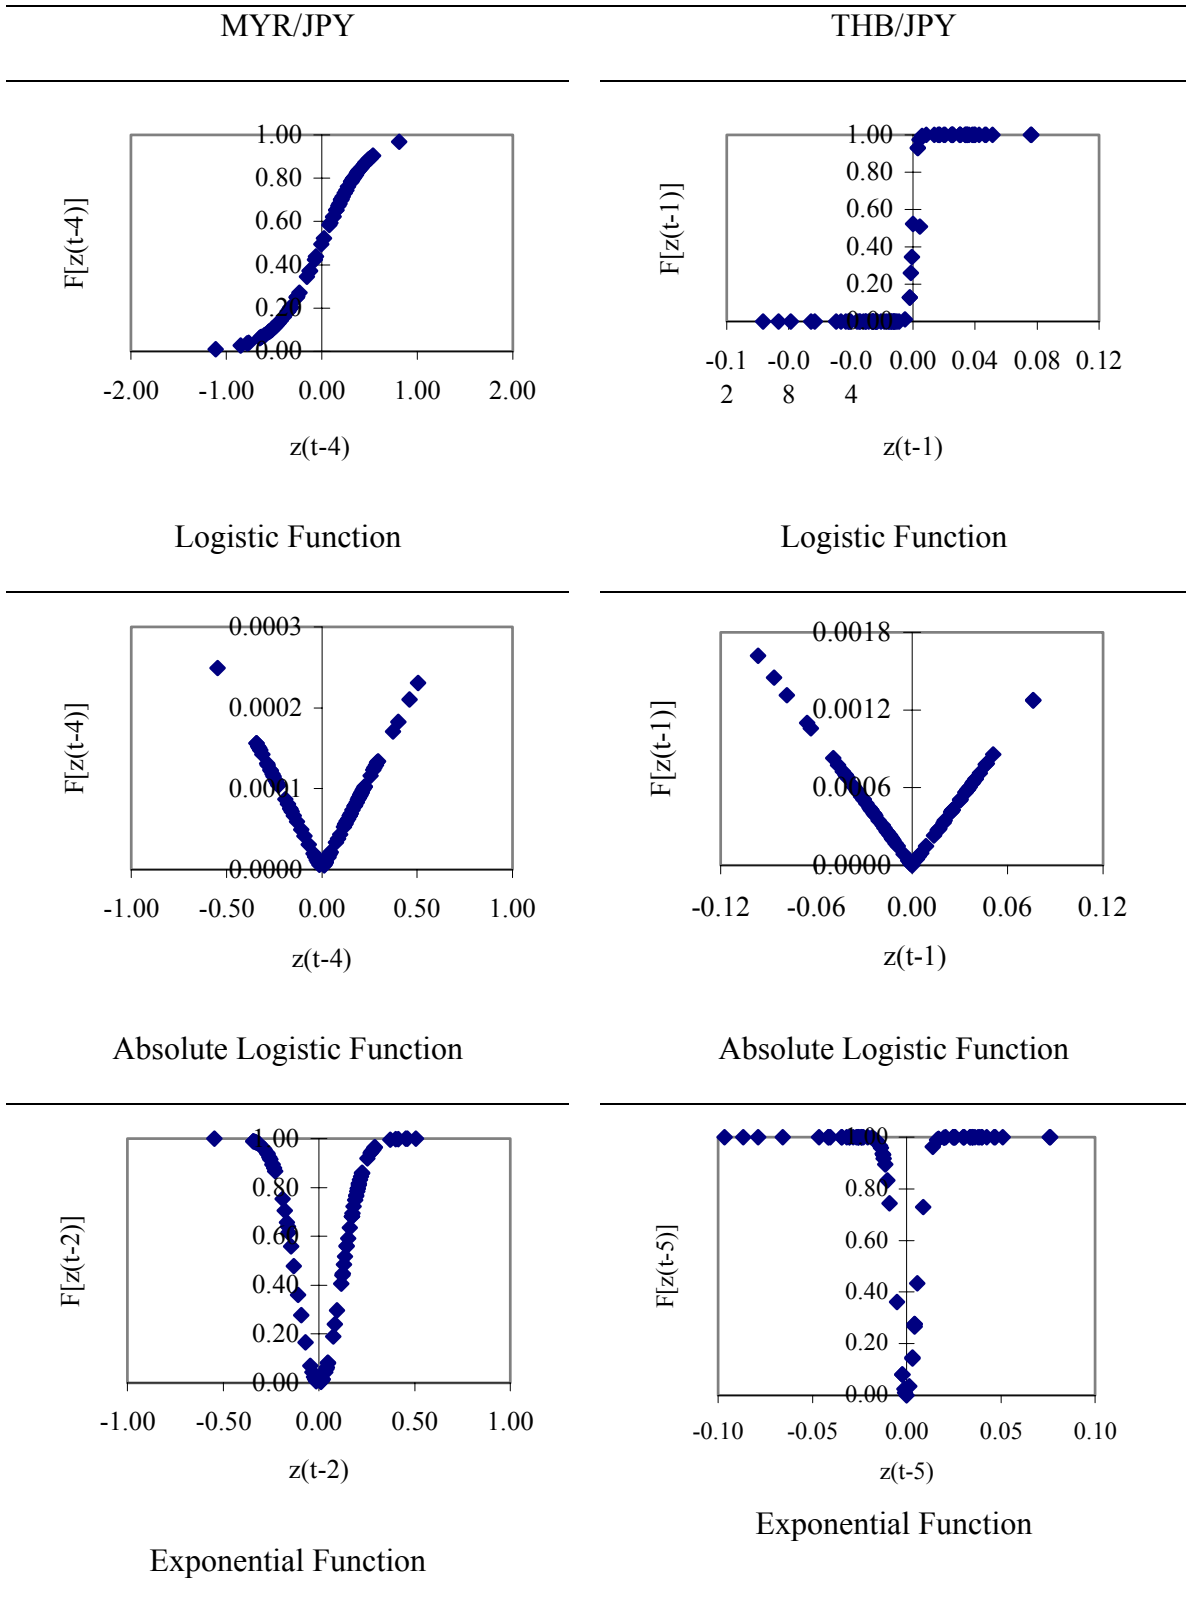 MYR/JPY THB/JPY
1.00
0.80
0.60
0.40
0.20
0.00
-2.00 -1.00 0.00 1.00 2.00
F[z(t-4)]
z(t-4)
Logistic Function
1.00
0.80
0.60
0.40
0.20
0.00
-0.1 -0.0 -0.0 0.00 0.04 0.08 0.12
2 8 4
F[z(t-1)]
z(t-1)
Logistic Function
0.0003
0.0002
0.0001
0.0000
-1.00 -0.50 0.00 0.50 1.00
F[z(t-4)]
z(t-4)
Absolute Logistic Function
0.0018
0.0012
0.0006
0.0000
-0.12 -0.06 0.00 0.06 0.12
F[z(t-1)]
z(t-1)
Absolute Logistic Function
1.00
0.80
0.60
0.40
0.20
0.00
-1.00 -0.50 0.00 0.50 1.00
F[z(t-2)]
z(t-2)
Exponential Function
1.00
0.80
0.60
0.40
0.20
0.00
-0.10 -0.05 0.00 0.05 0.10
F[z(t-5)]
z(t-5)
Exponential Function